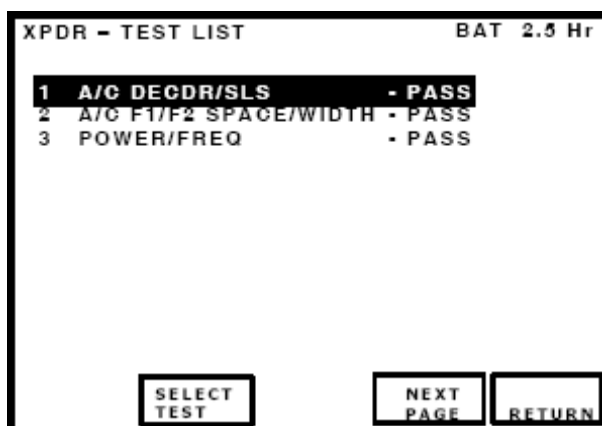 XPDR – TEST LIST BAT 2.5 Hr
1 A/C DECDR/SLS - PASS
2 A/C F1/F2 SPACE/WIDTH - PASS
3 POWER/FREQ - PASS
SELECT
TEST
NEXT
PAGE
RETURN